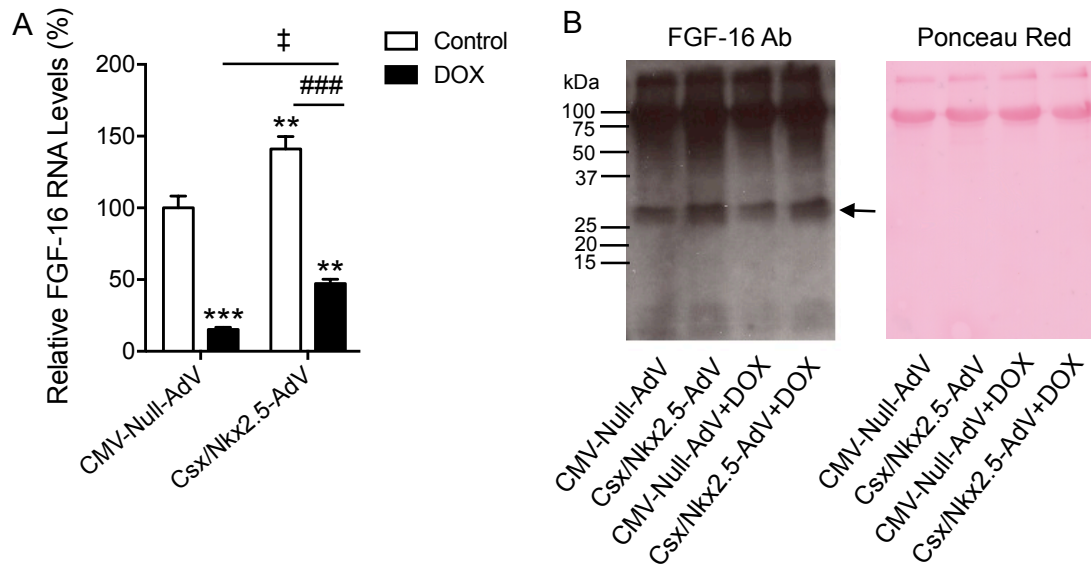 A
Relative FGF-16 RNA Levels (%)
200
150
100
50
0
‡
###
**
***
**
Control
DOX
CMV-Null-AdV
Csx/Nkx2.5-AdV
B
FGF-16 Ab
Ponceau Red
kDa
100
75
50
37
25
20
15
CMV-Null-AdV
Csx/Nkx2.5-AdV
CMV-Null-AdV+DOX
Csx/Nkx2.5-AdV+DOX
CMV-Null-AdV
Csx/Nkx2.5-AdV
CMV-Null-AdV+DOX
Csx/Nkx2.5-AdV+DOX